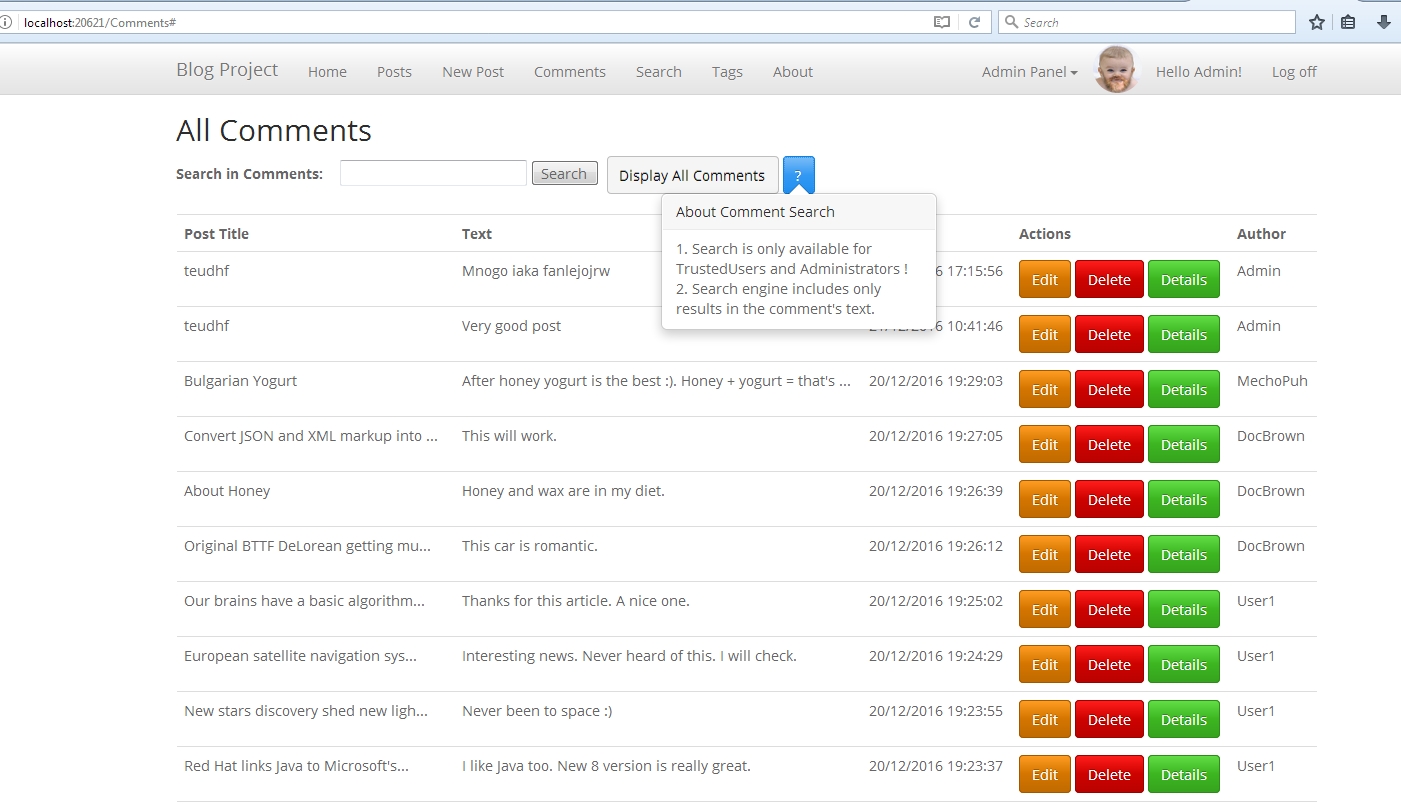 localhost:20621/Comments#
Search
Blog Project Home Posts New Post Comments Search Tags About Admin Panel Hello Admin! Log off
All Comments
Search in Comments: Search Display All Comments ?
About Comment Search
1. Search is only available for
TrustedUsers and Administrators !
2. Search engine includes only
results in the comment's text.
Post Title Text Actions Author
teudhf Mnogo iaka fanlejojrw 6 17:15:56 Edit Delete Details Admin
teudhf Very good post 21/12/2016 10:41:46 Edit Delete Details Admin
Bulgarian Yogurt After honey yogurt is the best :). Honey + yogurt = that's ... 20/12/2016 19:29:03 Edit Delete Details MechoPuh
Convert JSON and XML markup into ... This will work. 20/12/2016 19:27:05 Edit Delete Details DocBrown
About Honey Honey and wax are in my diet. 20/12/2016 19:26:39 Edit Delete Details DocBrown
Original BTTF DeLorean getting mu... This car is romantic. 20/12/2016 19:26:12 Edit Delete Details DocBrown
Our brains have a basic algorithm... Thanks for this article. A nice one. 20/12/2016 19:25:02 Edit Delete Details User1
European satellite navigation sys... Interesting news. Never heard of this. I will check. 20/12/2016 19:24:29 Edit Delete Details User1
New stars discovery shed new ligh... Never been to space :) 20/12/2016 19:23:55 Edit Delete Details User1
Red Hat links Java to Microsoft's... I like Java too. New 8 version is really great. 20/12/2016 19:23:37 Edit Delete Details User1